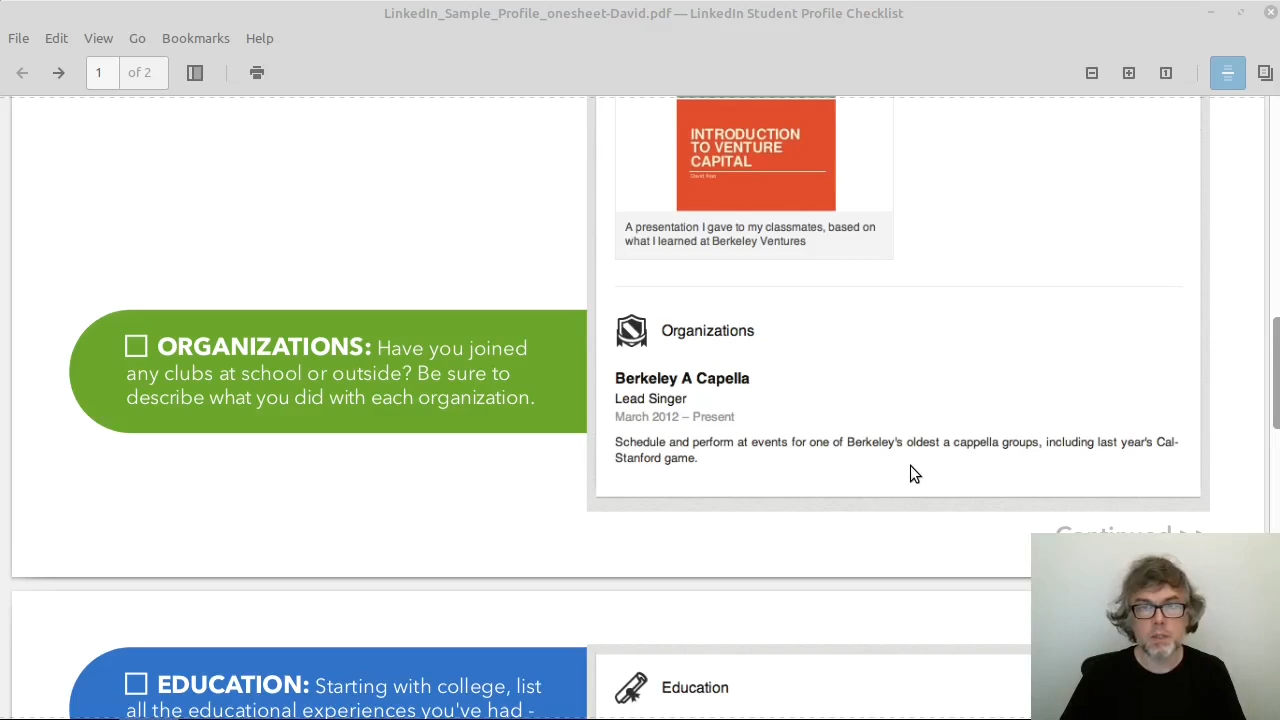 LinkedIn_Sample_Profile_onesheet-David.pdf — LinkedIn Student Profile Checklist
File Edit View Go Bookmarks Help
1 of 2
INTRODUCTION
TO VENTURE
CAPITAL
A presentation I gave to my classmates, based on
what I learned at Berkeley Ventures
ORGANIZATIONS: Have you joined
any clubs at school or outside? Be sure to
describe what you did with each organization.
Organizations
Berkeley A Capella
Lead Singer
March 2012 – Present
Schedule and perform at events for one of Berkeley's oldest a cappella groups, including last year's Cal-
Stanford game.
Continued >>
EDUCATION: Starting with college, list
all the educational experiences you've had -
Education